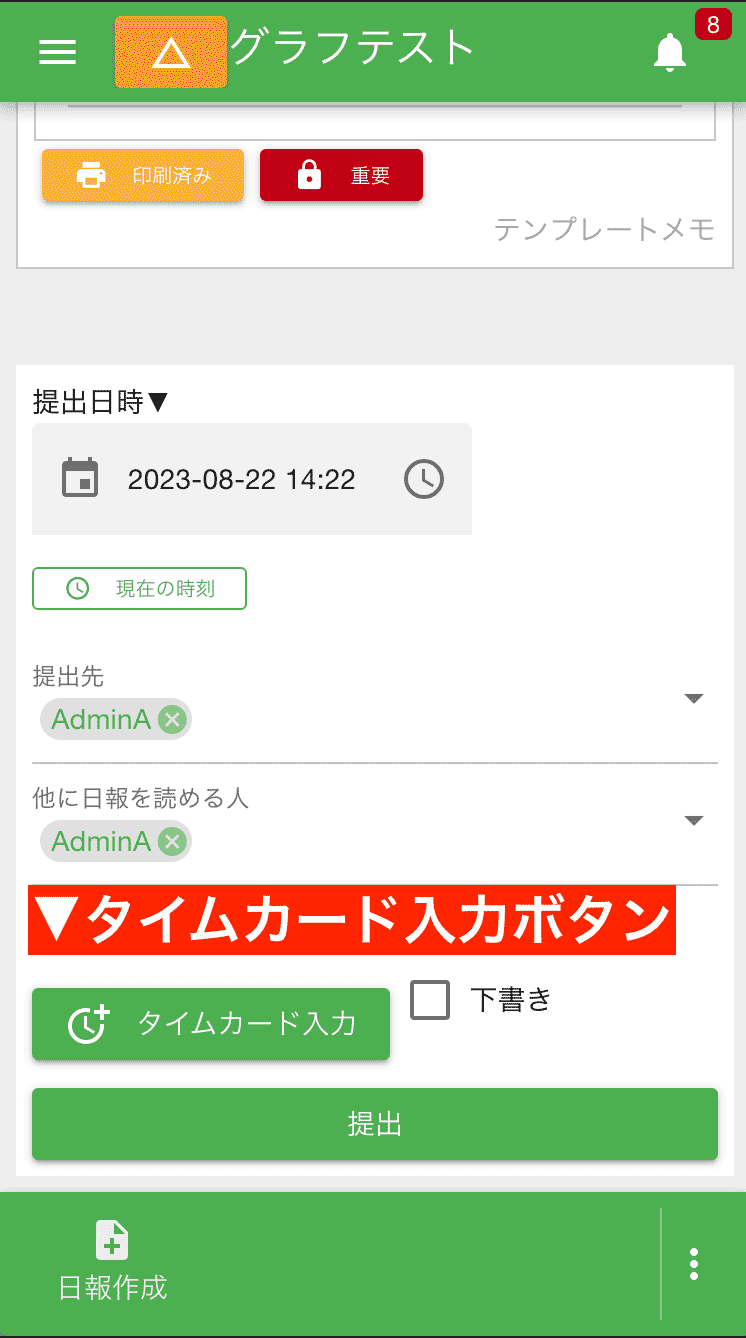 グラフテスト
8
印刷済み
重要
テンプレートメモ
提出日時▼
2023-08-22 14:22
現在の時刻
提出先
AdminA
他に日報を読める人
AdminA
▼タイムカード入力ボタン
タイムカード入力
下書き
提出
日報作成